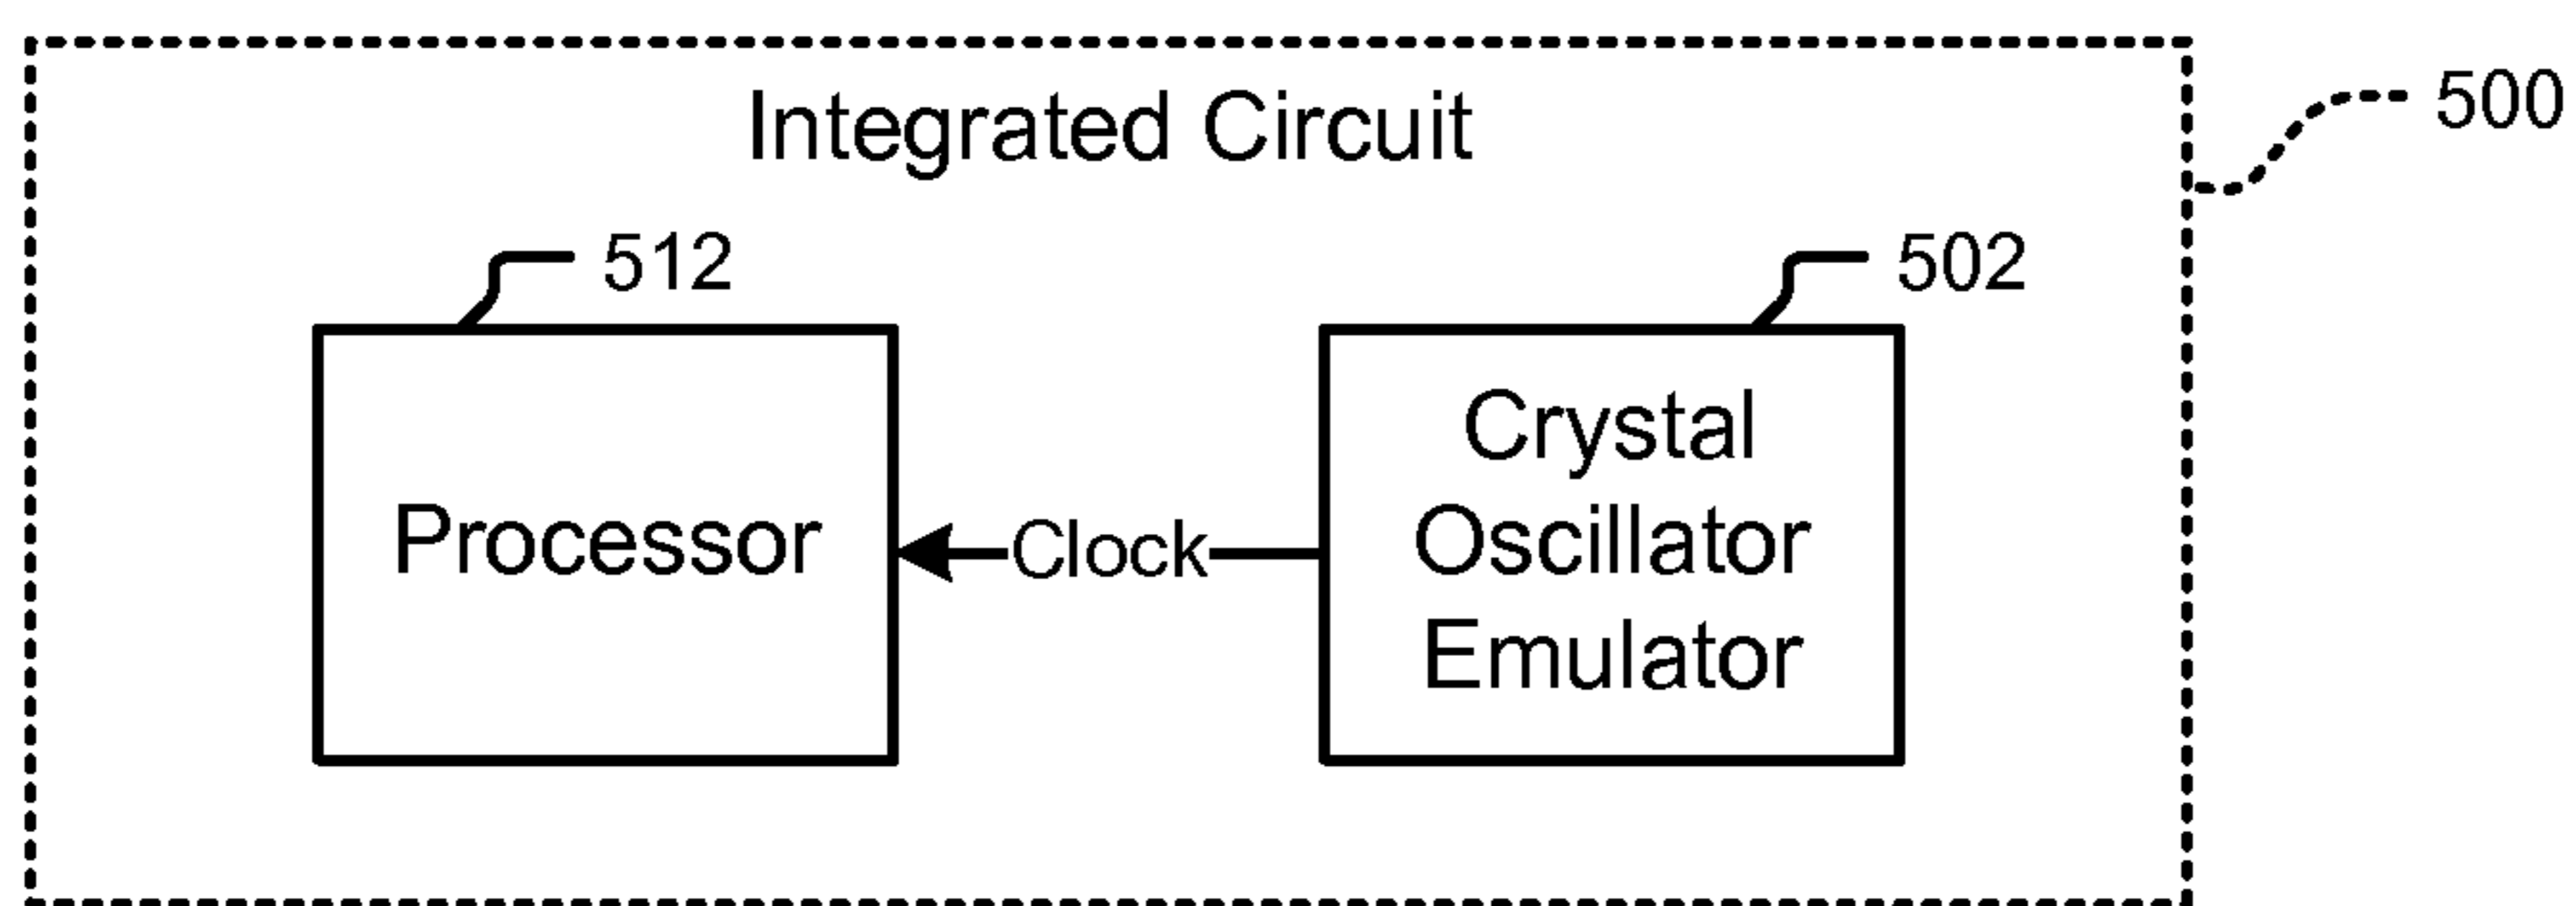 Integrated Circuit
500
512
502
Processor
Clock
Crystal
Oscillator
Emulator